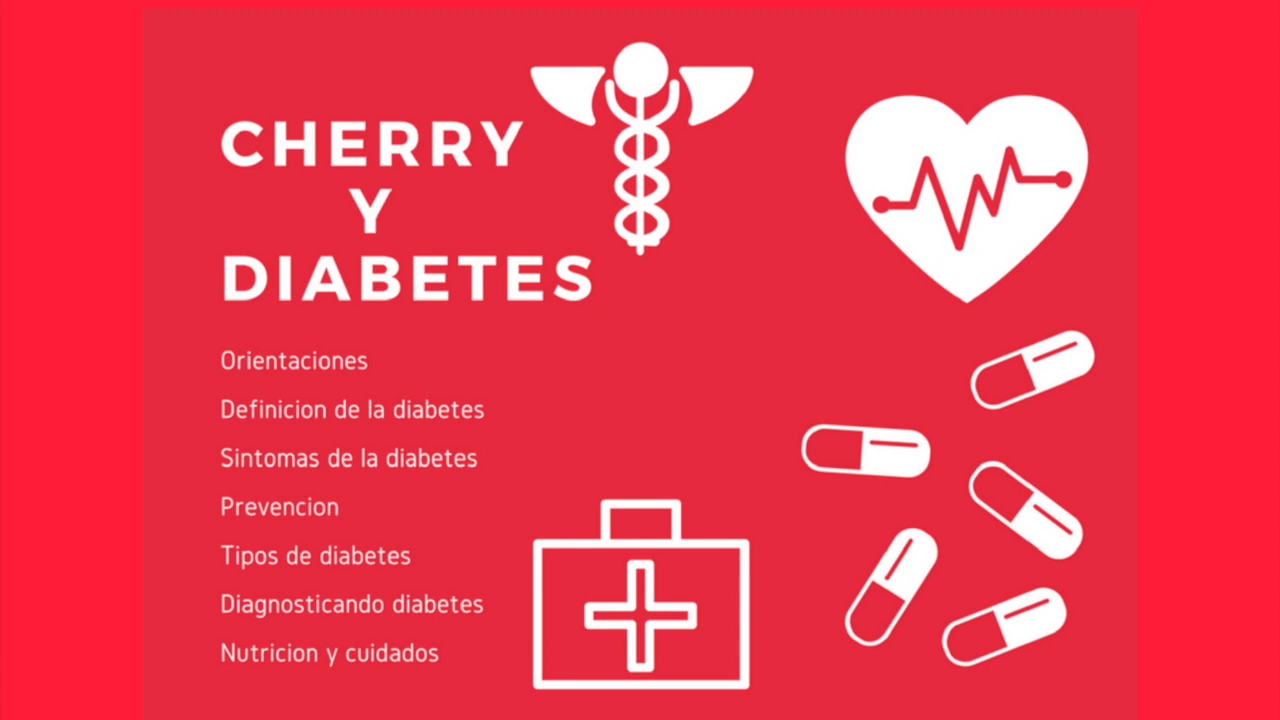 CHERRY
Y
DIABETES
Orientaciones
Definicion de la diabetes
Sintomas de la diabetes
Prevencion
Tipos de diabetes
Diagnosticando diabetes
Nutricion y cuidados